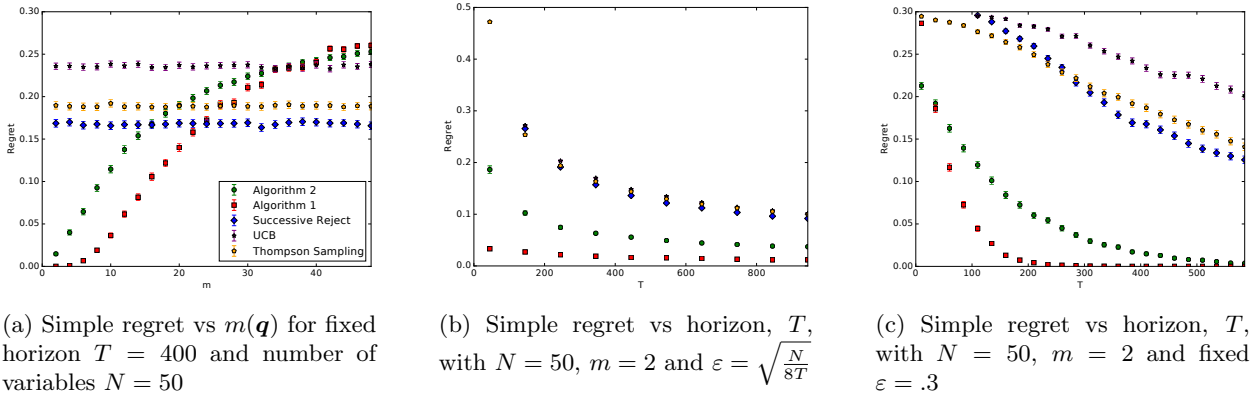 0.30
0.25
0.20
0.15
0.10
0.05
0.00
Regret
0 10 20 30 40
m
Algorithm 2
Algorithm 1
Successive Reject
UCB
Thompson Sampling
0.5
0.4
0.3
0.2
0.1
0.0
Regret
0 200 400 600 800
T
0.30
0.25
0.20
0.15
0.10
0.05
0.00
Regret
0 100 200 300 400 500
T
(a) Simple regret vs m(q) for fixed
horizon T = 400 and number of
variables N = 50
(b) Simple regret vs horizon, T,
with N = 50, m = 2 and ε = √(N/8T)
(c) Simple regret vs horizon, T,
with N = 50, m = 2 and fixed
ε = .3